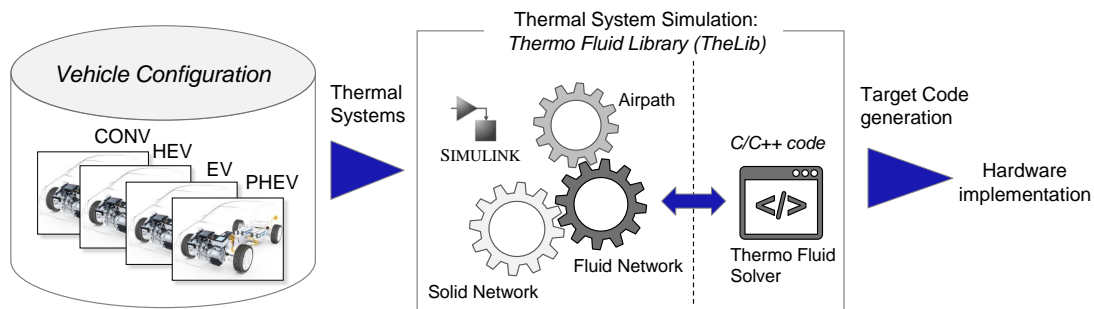 Vehicle Configuration
CONV
HEV
EV
PHEV
Thermal
Systems
Thermal System Simulation:
Thermo Fluid Library (TheLib)
SIMULINK
Airpath
Fluid Network
Solid Network
C/C++ code
</>
Thermo Fluid
Solver
Target Code
generation
Hardware
implementation